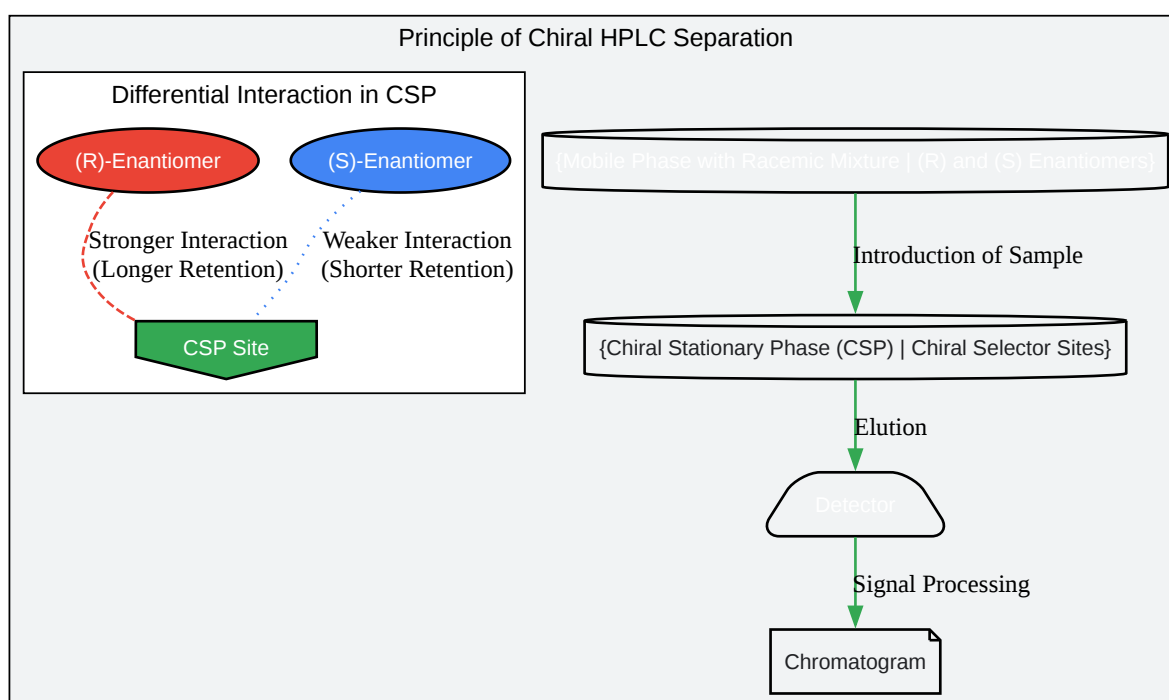 Principle of Chiral HPLC Separation
Differential Interaction in CSP
(R)-Enantiomer
(S)-Enantiomer
Stronger Interaction
(Longer Retention)
Weaker Interaction
(Shorter Retention)
CSP Site
{Mobile Phase with Racemic Mixture | (R) and (S) Enantiomers}
Introduction of Sample
{Chiral Stationary Phase (CSP) | Chiral Selector Sites}
Elution
Detector
Signal Processing
Chromatogram